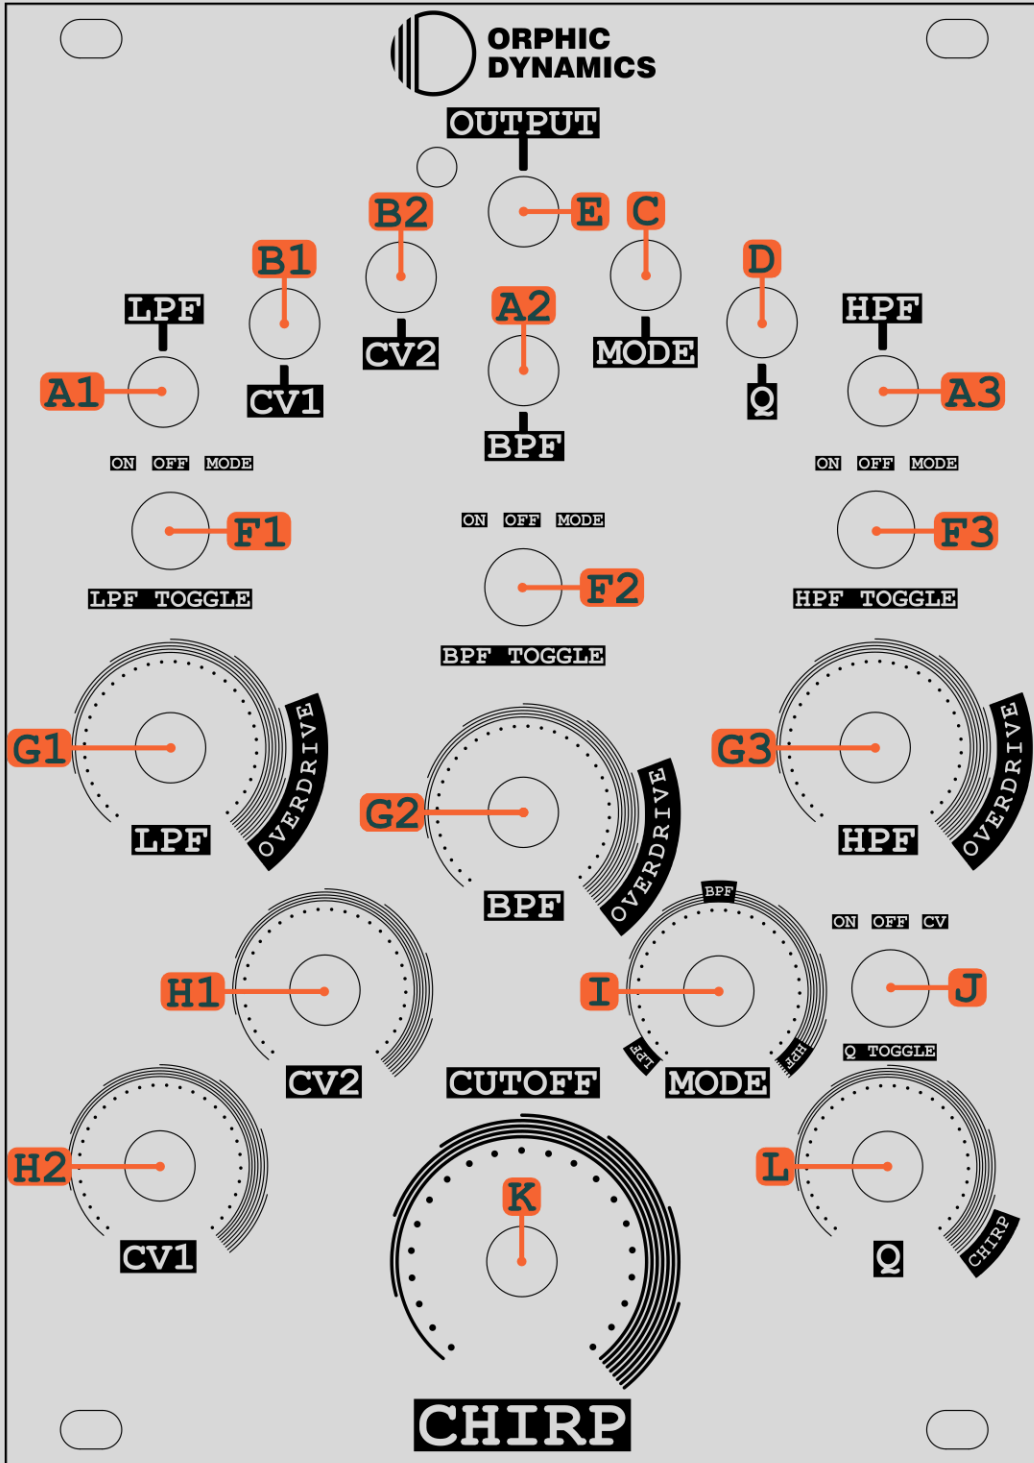 ORPHIC
DYNAMICS
OUTPUT
B2
E
C
B1
D
LPF
A2
HPF
CV2
MODE
A1
CV1
Q
A3
BPF
ON OFF MODE
ON OFF MODE
F1
ON OFF MODE
F3
F2
LPF TOGGLE
HPF TOGGLE
BPF TOGGLE
G1
OVERDRIVE
G3
OVERDRIVE
G2
OVERDRIVE
LPF
HPF
BPF
BPF
ON OFF CV
H1
I
J
LPF
HPF
Q TOGGLE
CV2
CUTOFF
MODE
H2
K
L
CHIRP
CV1
Q
CHIRP